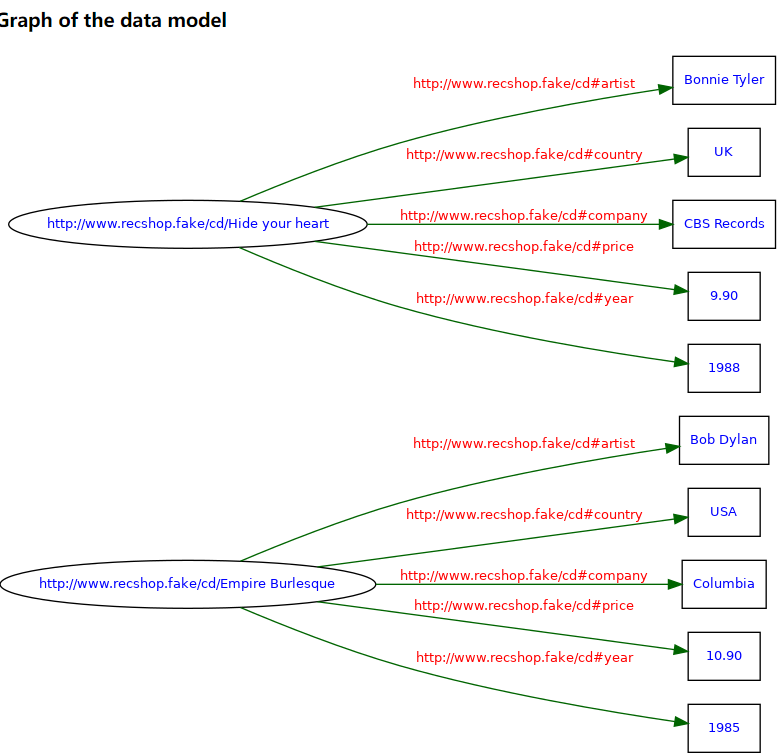 Graph of the data model
http://www.recshop.fake/cd#artist
Bonnie Tyler
http://www.recshop.fake/cd#country
UK
http://www.recshop.fake/cd/Hide your heart
http://www.recshop.fake/cd#company
CBS Records
http://www.recshop.fake/cd#price
9.90
http://www.recshop.fake/cd#year
1988
http://www.recshop.fake/cd#artist
Bob Dylan
http://www.recshop.fake/cd#country
USA
http://www.recshop.fake/cd/Empire Burlesque
http://www.recshop.fake/cd#company
Columbia
http://www.recshop.fake/cd#price
10.90
http://www.recshop.fake/cd#year
1985